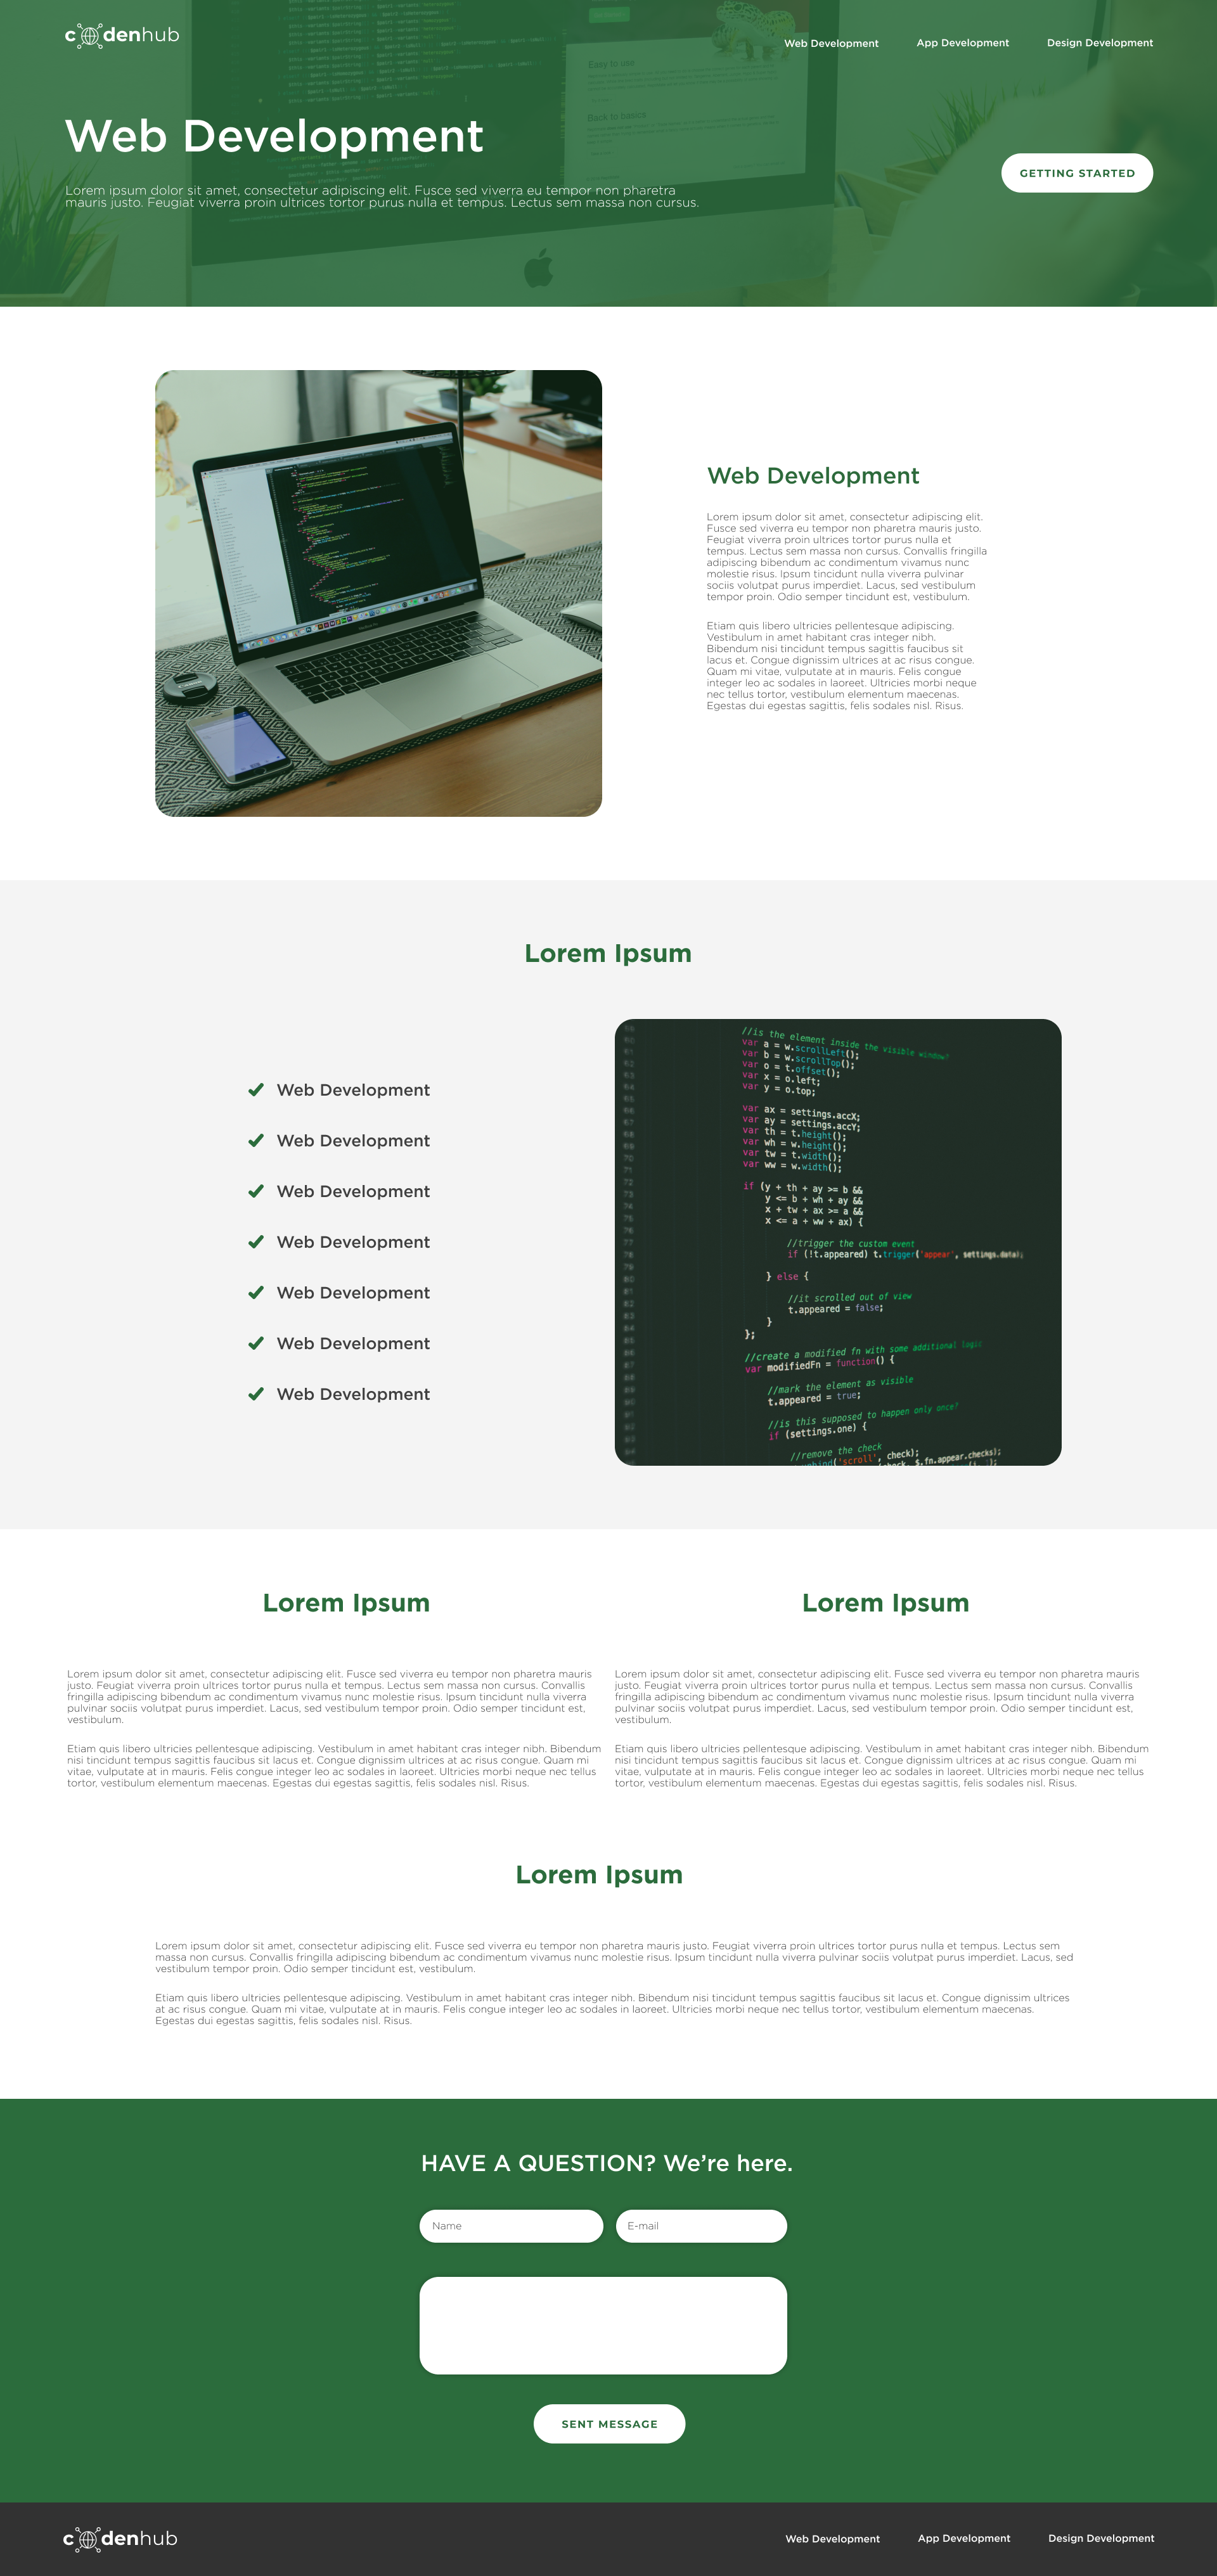 codenhub
Web Development
App Development
Design Development
Easy to use
Back to basics
Web Development
GETTING STARTED
Lorem ipsum dolor sit amet, consectetur adipiscing elit. Fusce sed viverra eu tempor non pharetra
mauris justo. Feugiat viverra proin ultrices tortor purus nulla et tempus. Lectus sem massa non cursus.
Web Development
Lorem ipsum dolor sit amet, consectetur adipiscing elit.
Fusce sed viverra eu tempor non pharetra mauris justo.
Feugiat viverra proin ultrices tortor purus nulla et
tempus. Lectus sem massa non cursus. Convallis fringilla
adipiscing bibendum ac condimentum vivamus nunc
molestie risus. Ipsum tincidunt nulla viverra pulvinar
sociis volutpat purus imperdiet. Lacus, sed vestibulum
tempor proin. Odio semper tincidunt est, vestibulum.
Etiam quis libero ultricies pellentesque adipiscing.
Vestibulum in amet habitant cras integer nibh.
Bibendum nisi tincidunt tempus sagittis faucibus sit
lacus et. Congue dignissim ultrices at ac risus congue.
Quam mi vitae, vulputate at in mauris. Felis congue
integer leo ac sodales in laoreet. Ultricies morbi neque
nec tellus tortor, vestibulum elementum maecenas.
Egestas dui egestas sagittis, felis sodales nisl. Risus.
Lorem Ipsum
Web Development
Web Development
Web Development
Web Development
Web Development
Web Development
Web Development
//is the element inside the visible window?
var a = w.scrollLeft();
var b = w.scrollTop();
var o = t.offset();
var x = o.left;
var y = o.top;
var ax = settings.accX;
var ay = settings.accY;
var th = t.height();
var wh = w.height();
var tw = t.width();
var ww = w.width();
if (y + th + ay >= b &&
y <= b + wh + ay &&
x + tw + ax >= a &&
x <= a + ww + ax) {
//trigger the custom event
if (!t.appeared) t.trigger('appear', settings.data);
} else {
//it scrolled out of view
t.appeared = false;
}
};
//create a modified fn with some additional logic
var modifiedFn = function() {
//mark the element as visible
t.appeared = true;
//is this supposed to happen only once?
if (settings.one) {
//remove the check
('scroll', check);
$.fn.appear.checks);
Lorem Ipsum
Lorem ipsum dolor sit amet, consectetur adipiscing elit. Fusce sed viverra eu tempor non pharetra mauris
justo. Feugiat viverra proin ultrices tortor purus nulla et tempus. Lectus sem massa non cursus. Convallis
fringilla adipiscing bibendum ac condimentum vivamus nunc molestie risus. Ipsum tincidunt nulla viverra
pulvinar sociis volutpat purus imperdiet. Lacus, sed vestibulum tempor proin. Odio semper tincidunt est,
vestibulum.
Etiam quis libero ultricies pellentesque adipiscing. Vestibulum in amet habitant cras integer nibh. Bibendum
nisi tincidunt tempus sagittis faucibus sit lacus et. Congue dignissim ultrices at ac risus congue. Quam mi
vitae, vulputate at in mauris. Felis congue integer leo ac sodales in laoreet. Ultricies morbi neque nec tellus
tortor, vestibulum elementum maecenas. Egestas dui egestas sagittis, felis sodales nisl. Risus.
Lorem Ipsum
Lorem ipsum dolor sit amet, consectetur adipiscing elit. Fusce sed viverra eu tempor non pharetra mauris
justo. Feugiat viverra proin ultrices tortor purus nulla et tempus. Lectus sem massa non cursus. Convallis
fringilla adipiscing bibendum ac condimentum vivamus nunc molestie risus. Ipsum tincidunt nulla viverra
pulvinar sociis volutpat purus imperdiet. Lacus, sed vestibulum tempor proin. Odio semper tincidunt est,
vestibulum.
Etiam quis libero ultricies pellentesque adipiscing. Vestibulum in amet habitant cras integer nibh. Bibendum
nisi tincidunt tempus sagittis faucibus sit lacus et. Congue dignissim ultrices at ac risus congue. Quam mi
vitae, vulputate at in mauris. Felis congue integer leo ac sodales in laoreet. Ultricies morbi neque nec tellus
tortor, vestibulum elementum maecenas. Egestas dui egestas sagittis, felis sodales nisl. Risus.
Lorem Ipsum
Lorem ipsum dolor sit amet, consectetur adipiscing elit. Fusce sed viverra eu tempor non pharetra mauris justo. Feugiat viverra proin ultrices tortor purus nulla et tempus. Lectus sem
massa non cursus. Convallis fringilla adipiscing bibendum ac condimentum vivamus nunc molestie risus. Ipsum tincidunt nulla viverra pulvinar sociis volutpat purus imperdiet. Lacus, sed
vestibulum tempor proin. Odio semper tincidunt est, vestibulum.
Etiam quis libero ultricies pellentesque adipiscing. Vestibulum in amet habitant cras integer nibh. Bibendum nisi tincidunt tempus sagittis faucibus sit lacus et. Congue dignissim ultrices
at ac risus congue. Quam mi vitae, vulputate at in mauris. Felis congue integer leo ac sodales in laoreet. Ultricies morbi neque nec tellus tortor, vestibulum elementum maecenas.
Egestas dui egestas sagittis, felis sodales nisl. Risus.
HAVE A QUESTION? We’re here.
Name
E-mail
SENT MESSAGE
codenhub
Web Development
App Development
Design Development